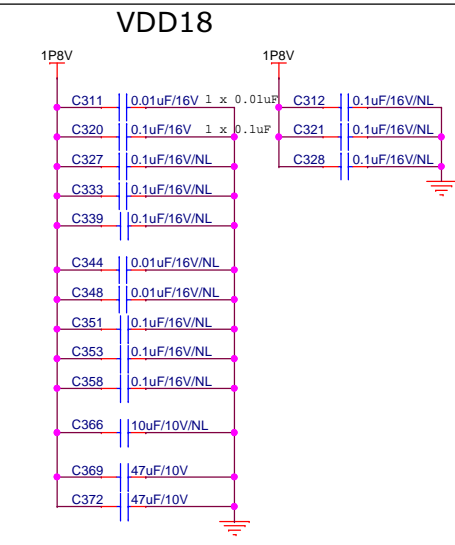 VDD18
1P8V
C311 0.01uF/16V 1 x 0.01uF
C320 0.1uF/16V 1 x 0.1uF
C327 0.1uF/16V/NL
C333 0.1uF/16V/NL
C339 0.1uF/16V/NL
C344 0.01uF/16V/NL
C348 0.01uF/16V/NL
C351 0.1uF/16V/NL
C353 0.1uF/16V/NL
C358 0.1uF/16V/NL
C366 10uF/10V/NL
C369 47uF/10V
C372 47uF/10V
1P8V
C312 0.1uF/16V/NL
C321 0.1uF/16V/NL
C328 0.1uF/16V/NL